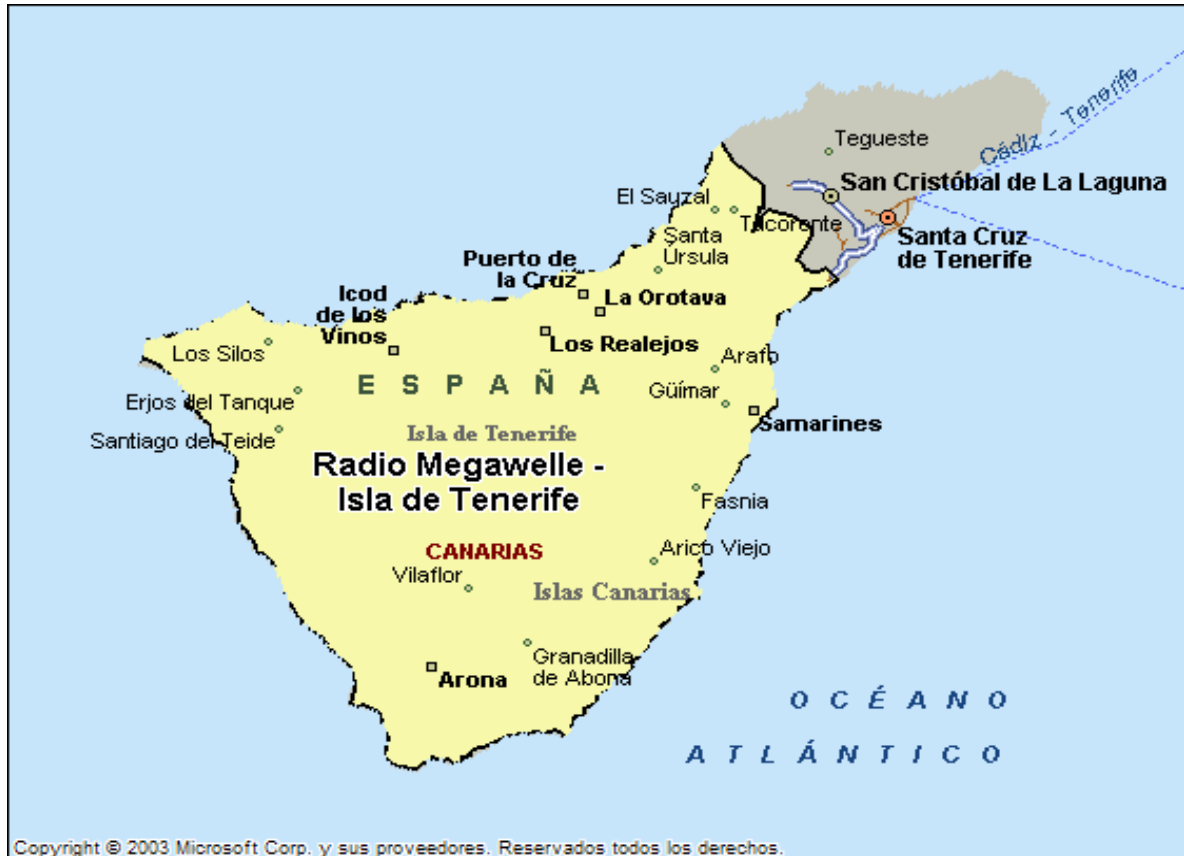 Tegueste
Cádiz - Tenerife
San Cristóbal de La Laguna
El Sauzal
Tacoronte
Santa Cruz
de Tenerife
Santa
Úrsula
Puerto de
la Cruz
La Orotava
Icod
de los
Vinos
Los Realejos
Los Silos
Arafo
E S P A Ñ A
Güímar
Erjos del Tanque
Samarines
Isla de Tenerife
Santiago del Teide
Radio Megawelle -
Isla de Tenerife
Fasnia
CANARIAS
Arico Viejo
Vilaflor
Islas Canarias
Granadilla
de Abona
Arona
O C É A N O
A T L Á N T I C O
Copyright © 2003 Microsoft Corp. y sus proveedores. Reservados todos los derechos.